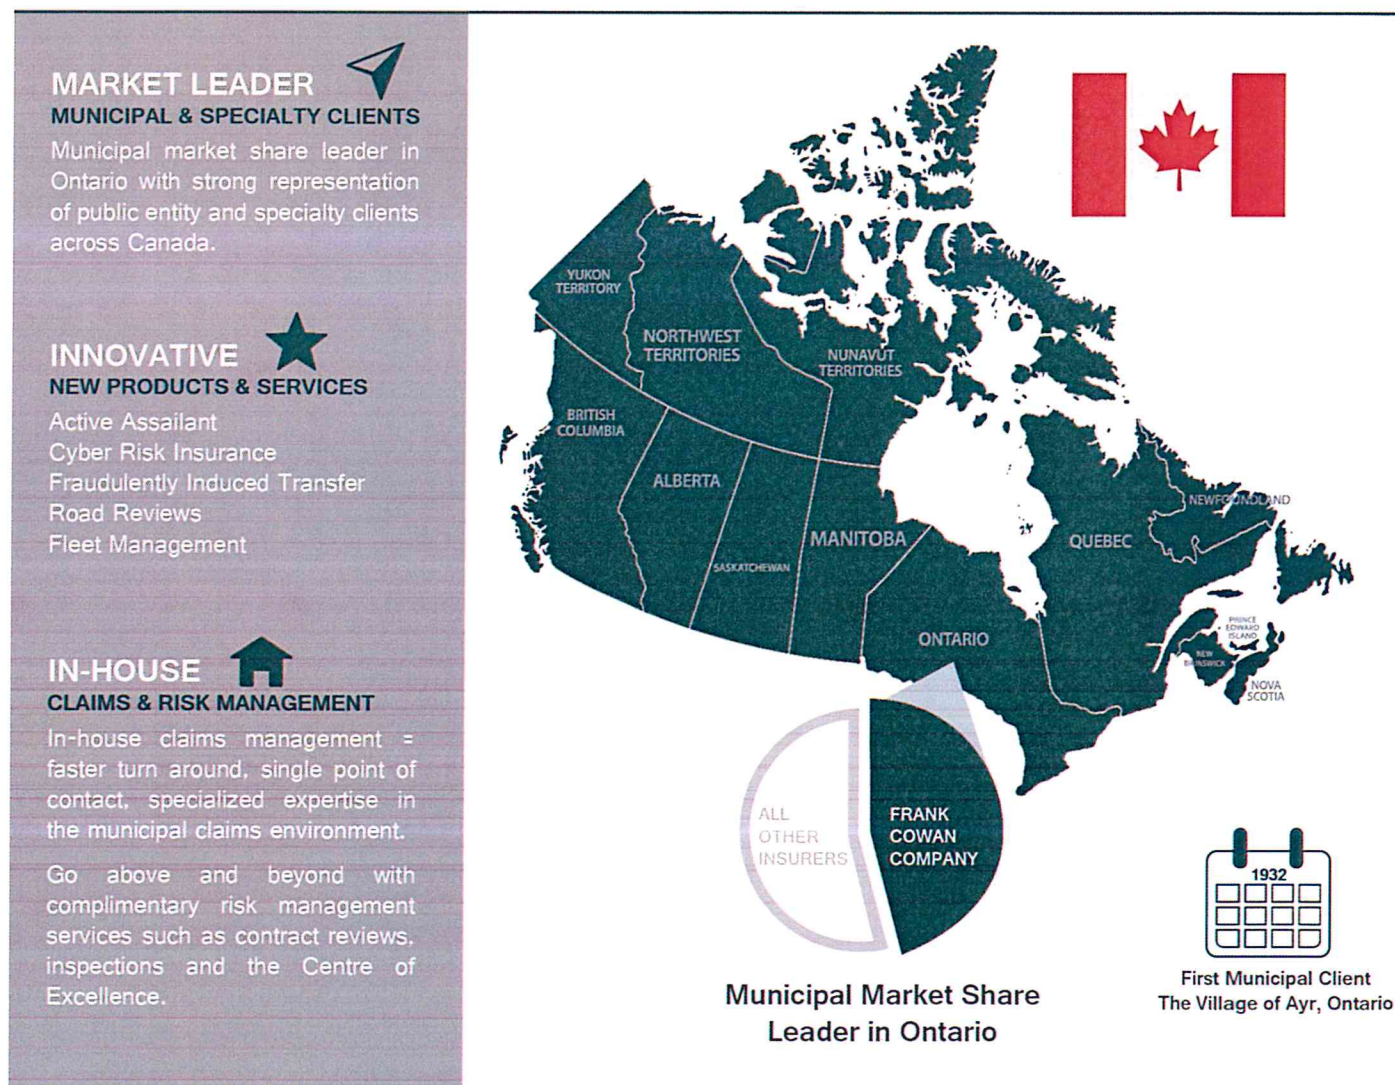 MARKET LEADER
MUNICIPAL & SPECIALTY CLIENTS
Municipal market share leader in
Ontario with strong representation
of public entity and specialty clients
across Canada.
INNOVATIVE
NEW PRODUCTS & SERVICES
Active Assailant
Cyber Risk Insurance
Fraudulently Induced Transfer
Road Reviews
Fleet Management
IN-HOUSE
CLAIMS & RISK MANAGEMENT
In-house claims management =
faster turn around, single point of
contact, specialized expertise in
the municipal claims environment.
Go above and beyond with
complimentary risk management
services such as contract reviews,
inspections and the Centre of
Excellence.
YUKON
TERRITORY
NORTHWEST
TERRITORIES
NUNAVUT
TERRITORIES
BRITISH
COLUMBIA
ALBERTA
SASKATCHEWAN
MANITOBA
ONTARIO
QUEBEC
NEWFOUNDLAND
PRINCE
EDWARD
ISLAND
NEW
BRUNSWICK
NOVA
SCOTIA
ALL
OTHER
INSURERS
FRANK
COWAN
COMPANY
Municipal Market Share
Leader in Ontario
1932
First Municipal Client
The Village of Ayr, Ontario